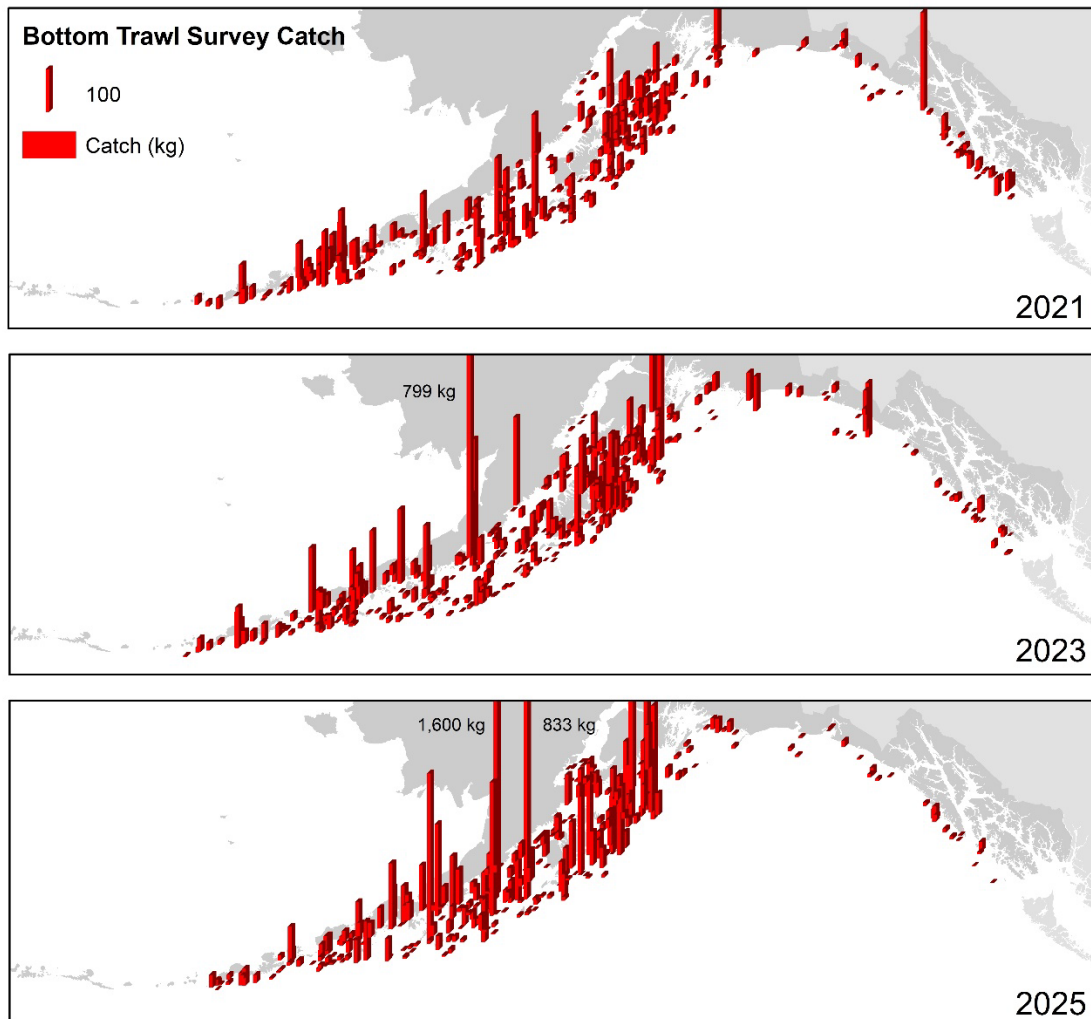 Bottom Trawl Survey Catch
100
Catch (kg)
2021
799 kg
2023
1,600 kg
833 kg
2025